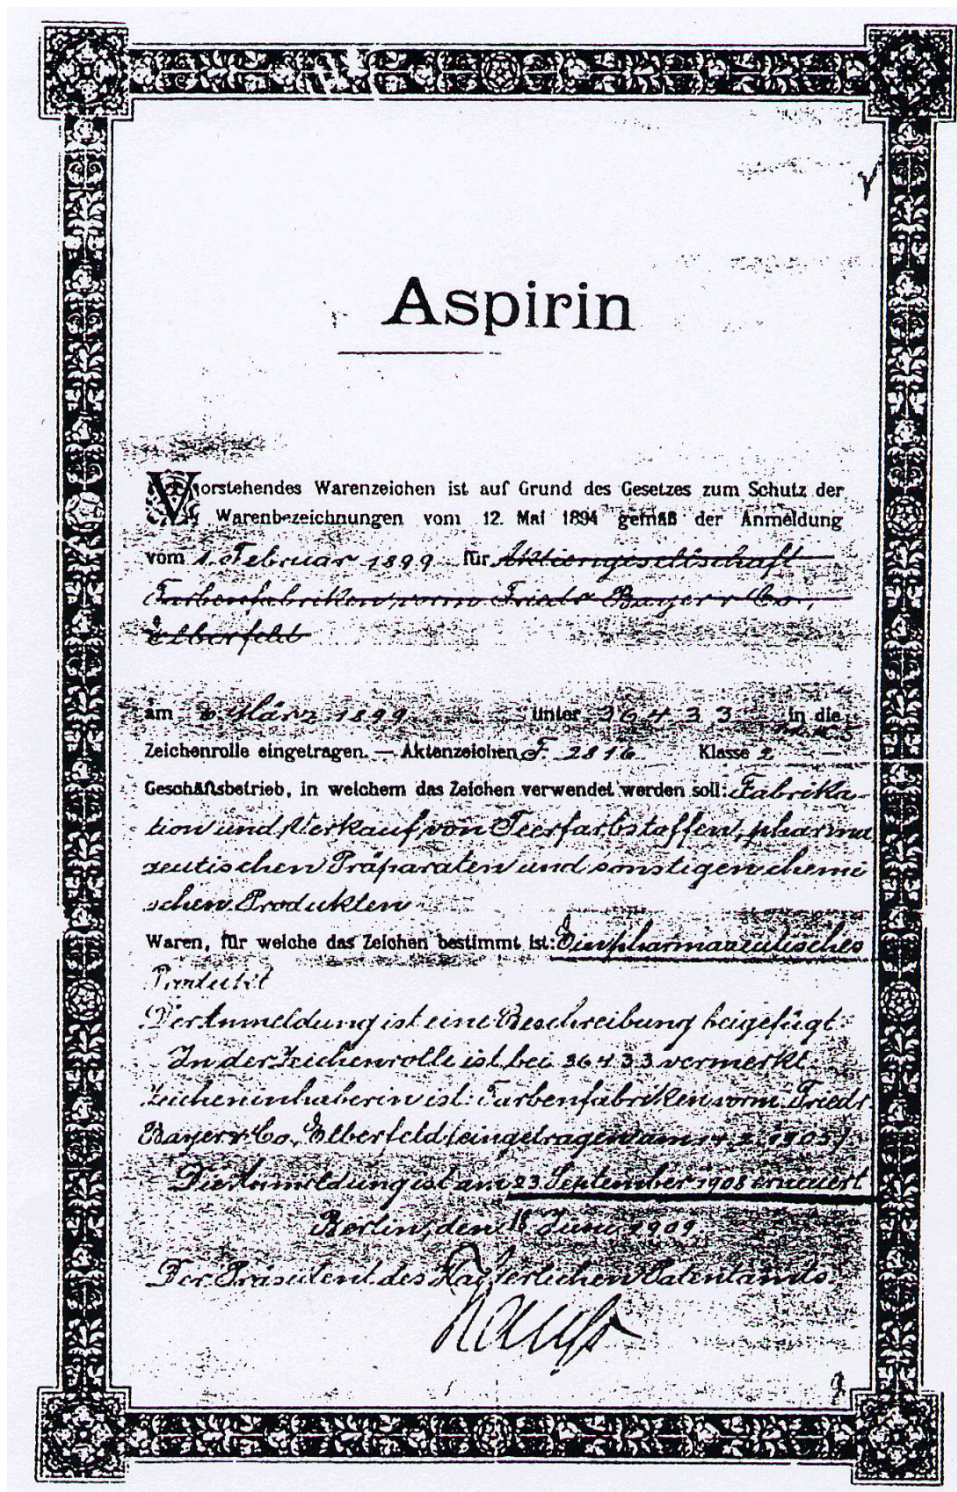 Aspirin
Vorstehendes Warenzeichen ist auf Grund des Gesetzes zum Schutz der
Warenbezeichnungen vom 12. Mai 1894 gemäß der Anmeldung
vom 1. Februar 1899 für Aktiengesellschaft
Farbenfabriken vorm Friedr Bayer & Co,
Elberfeld
am 6. März 1899 unter 36433 in die
Zeichenrolle eingetragen. — Aktenzeichen F. 2816 Klasse 2
Geschäftsbetrieb, in welchem das Zeichen verwendet werden soll: Fabrika-
tion und Verkauf von Teerfarbstoffen, pharma
zeutischen Präparaten und sonstigen chemi
schen Produkten
Waren, für welche das Zeichen bestimmt ist: Ein pharmazeutisches
Produkt
Der Anmeldung ist eine Beschreibung beigefügt.
In der Zeichenrolle ist bei 36433 vermerkt
Zeicheninhaberin ist: Farbenfabriken vorm. Friedr.
Bayer & Co, Elberfeld (eingetragen am 14. 2. 1905)
Die Anmeldung ist am 23. September 1908 erneuert
Berlin, den Juni 1909.
Der Präsident des Kaiserlichen Patentamts.